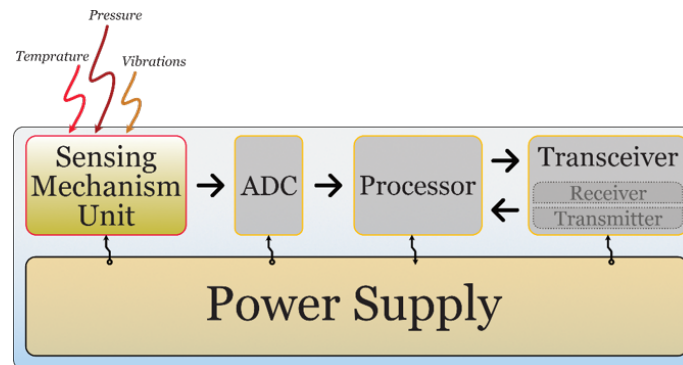 Pressure
Temprature
Vibrations
Sensing
Mechanism
Unit
ADC
Processor
Transceiver
Receiver
Transmitter
Power Supply